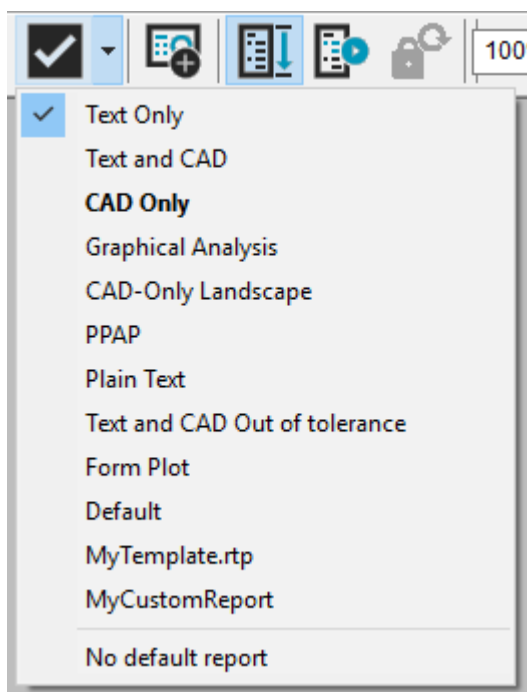 100
Text Only
Text and CAD
CAD Only
Graphical Analysis
CAD-Only Landscape
PPAP
Plain Text
Text and CAD Out of tolerance
Form Plot
Default
MyTemplate.rtp
MyCustomReport
No default report